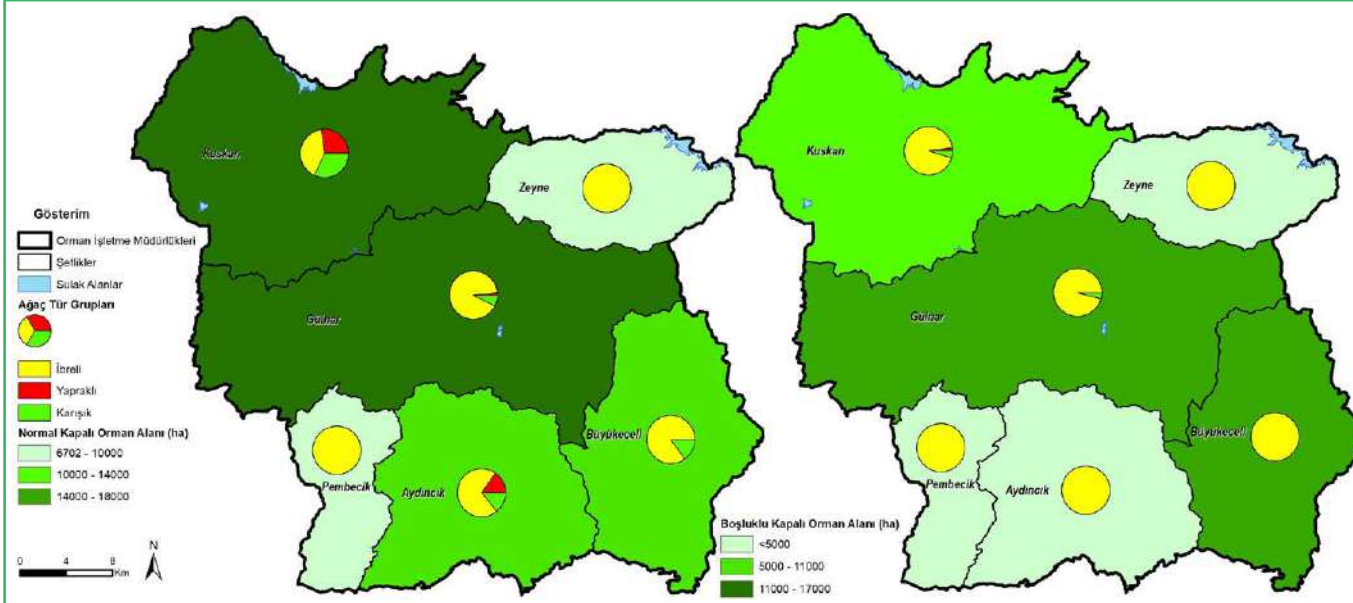 Kuskan
Zeyne
Gülnar
Büyükeceli
Pembecik
Aydıncık
Gösterim
Orman İşletme Müdürlükleri
Şeflikler
Sulak Alanlar
Ağaç Tür Grupları
İbreli
Yapraklı
Karışık
Normal Kapalı Orman Alanı (ha)
6702 - 10000
10000 - 14000
14000 - 18000
0 4 8
Km
N
Kuskan
Zeyne
Gülnar
Büyükeceli
Pembecik
Aydıncık
Boşluklu Kapalı Orman Alanı (ha)
<5000
5000 - 11000
11000 - 17000